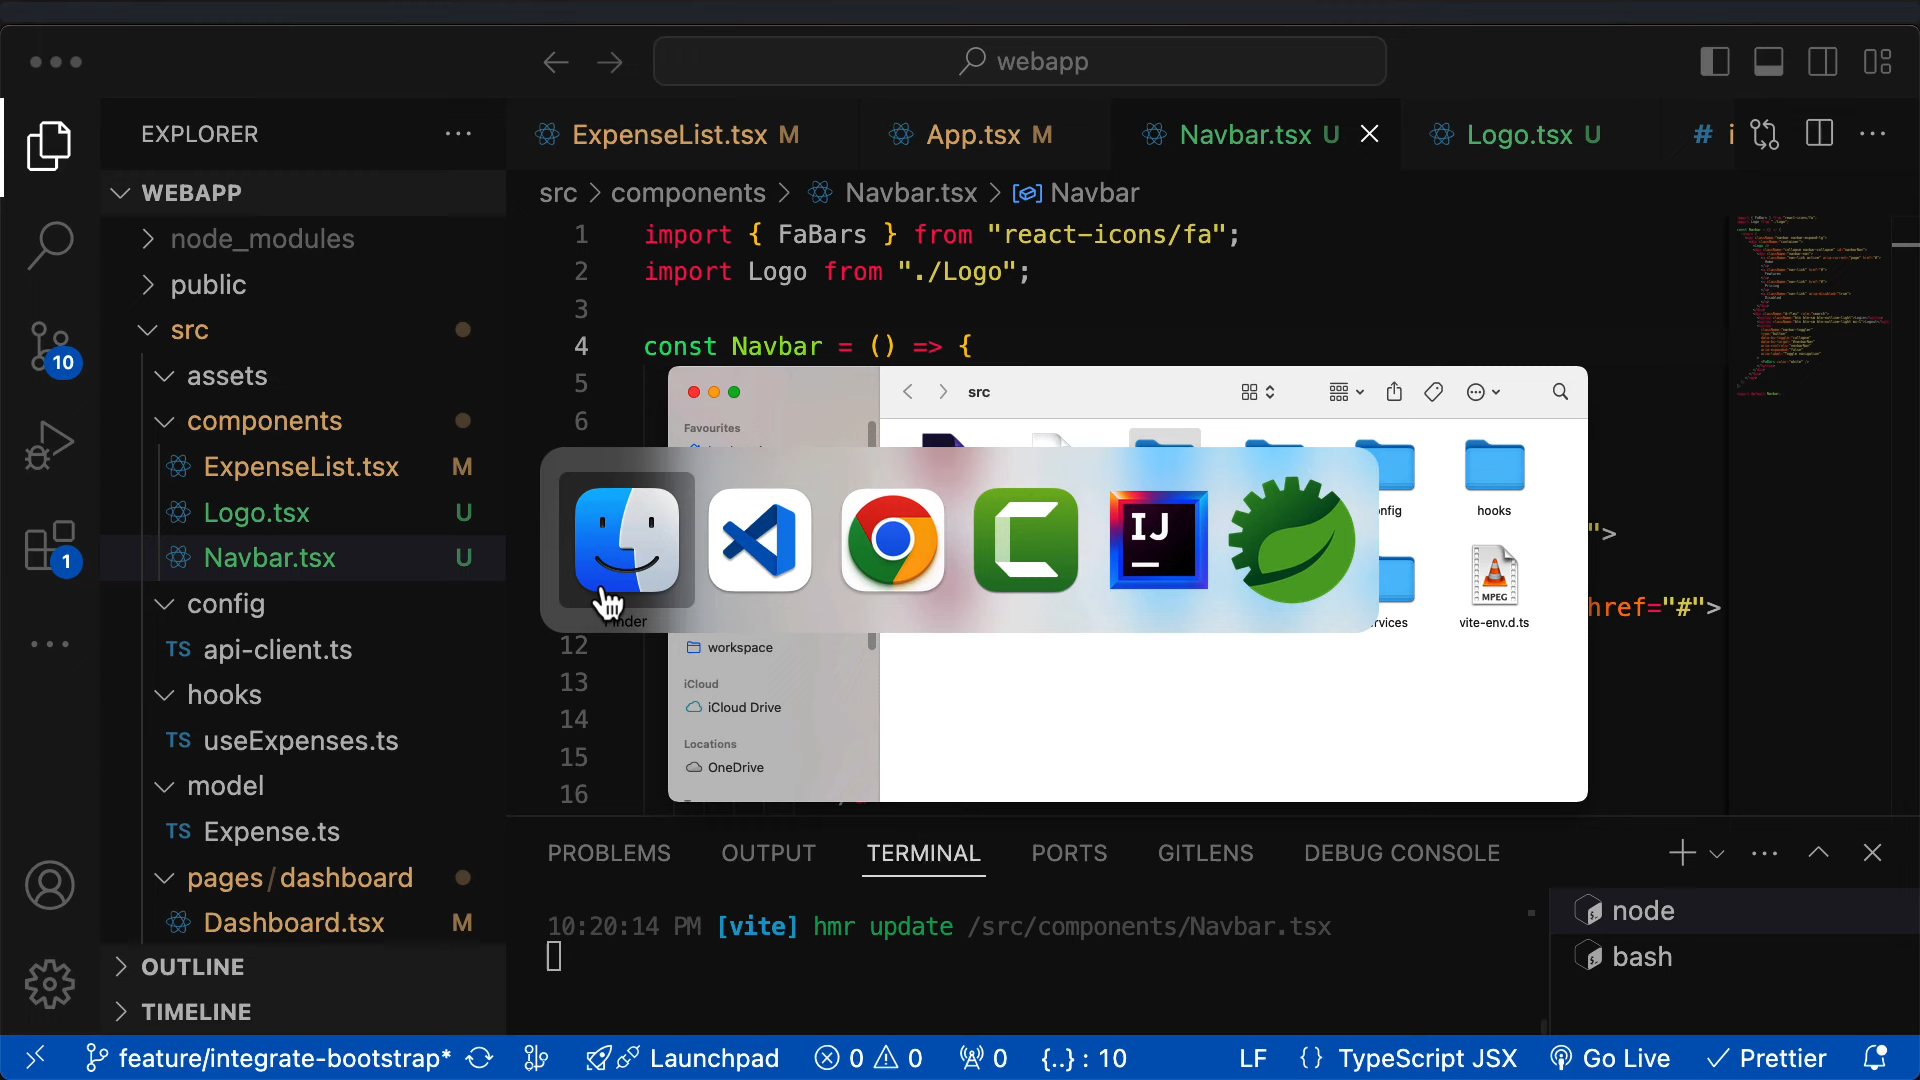 webapp
EXPLORER
ExpenseList.tsx M
App.tsx M
Navbar.tsx U
Logo.tsx U
# i
WEBAPP
node_modules
public
src
assets
components
ExpenseList.tsx M
Logo.tsx U
Navbar.tsx U
config
TS api-client.ts
hooks
TS useExpenses.ts
model
TS Expense.ts
pages/dashboard
Dashboard.tsx M
OUTLINE
TIMELINE
10
1
src > components > Navbar.tsx > Navbar
1 import { FaBars } from "react-icons/fa";
2 import Logo from "./Logo";
3
4 const Navbar = () => {
5
6
12
13
14
15
16
">
href="#">
src
Favourites
workspace
iCloud
iCloud Drive
Locations
OneDrive
nfig
hooks
rvices
vite-env.d.ts
MPEG
IJ
Finder
PROBLEMS
OUTPUT
TERMINAL
PORTS
GITLENS
DEBUG CONSOLE
10:20:14 PM [vite] hmr update /src/components/Navbar.tsx
node
bash
feature/integrate-bootstrap*
Launchpad
0
0
0
{..} : 10
LF
{} TypeScript JSX
Go Live
Prettier